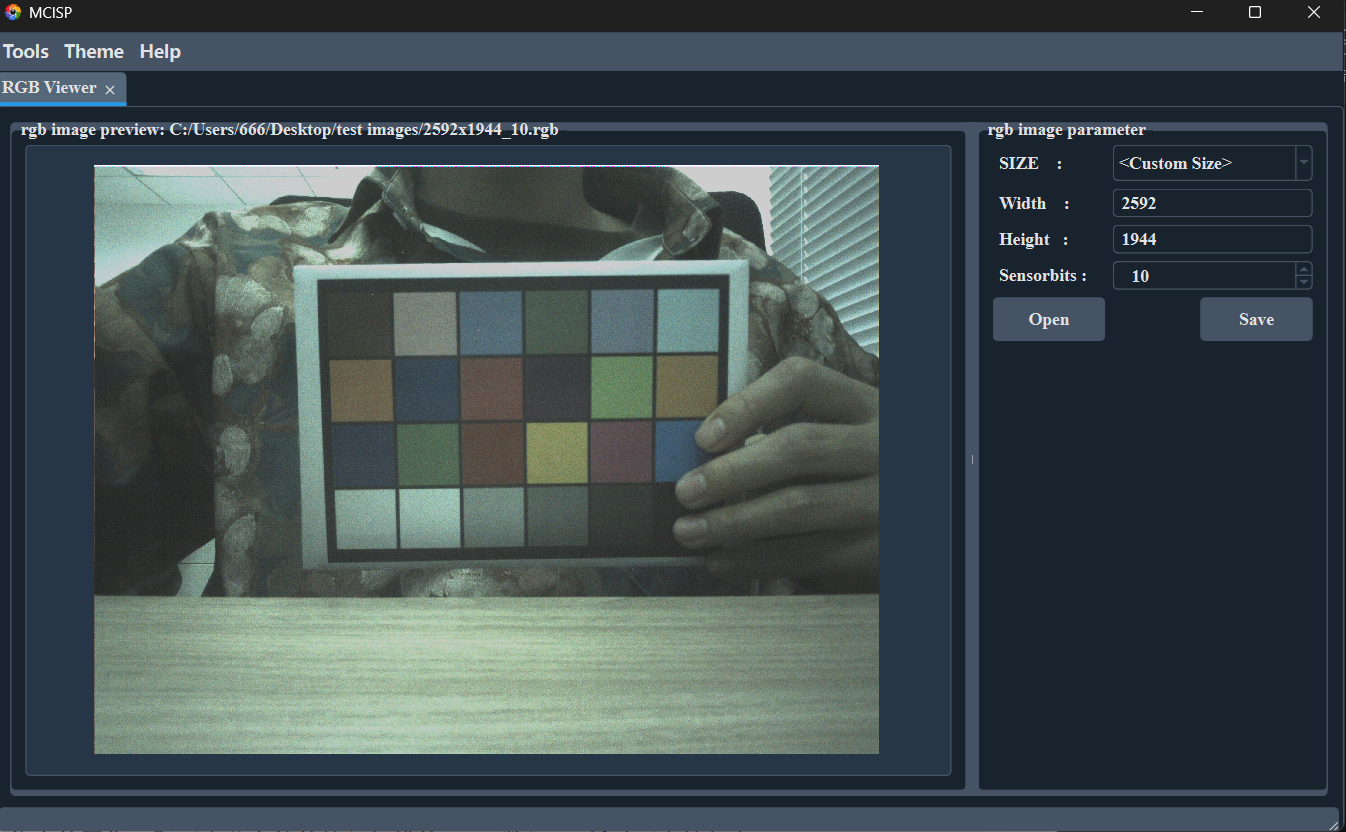 MCISP
Tools Theme Help
RGB Viewer
rgb image preview: C:/Users/666/Desktop/test images/2592x1944_10.rgb
rgb image parameter
SIZE : <Custom Size>
Width : 2592
Height : 1944
Sensorbits : 10
Open Save